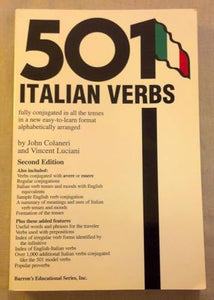 501
ITALIAN VERBS
fully conjugated in all the tenses
in a new easy-to-learn format
alphabetically arranged
by John Colaneri
and Vincent Luciani
Second Edition
Also included:
Verbs conjugated with avere or essere
Regular conjugations
Italian verb tenses and moods with English
equivalents
Sample English verb conjugation
A summary of meanings and uses of Italian
verb tenses and moods
Formation of the tenses
Plus these added features:
Useful words and phrases for the traveler
Verbs used with prepositions
Index of irregular verb forms identified by
the infinitive
Index of English-Italian verbs
Over 1,000 additional Italian verbs conjugated
like the 501 model verbs
Popular proverbs
Barron's Educational Series, Inc.